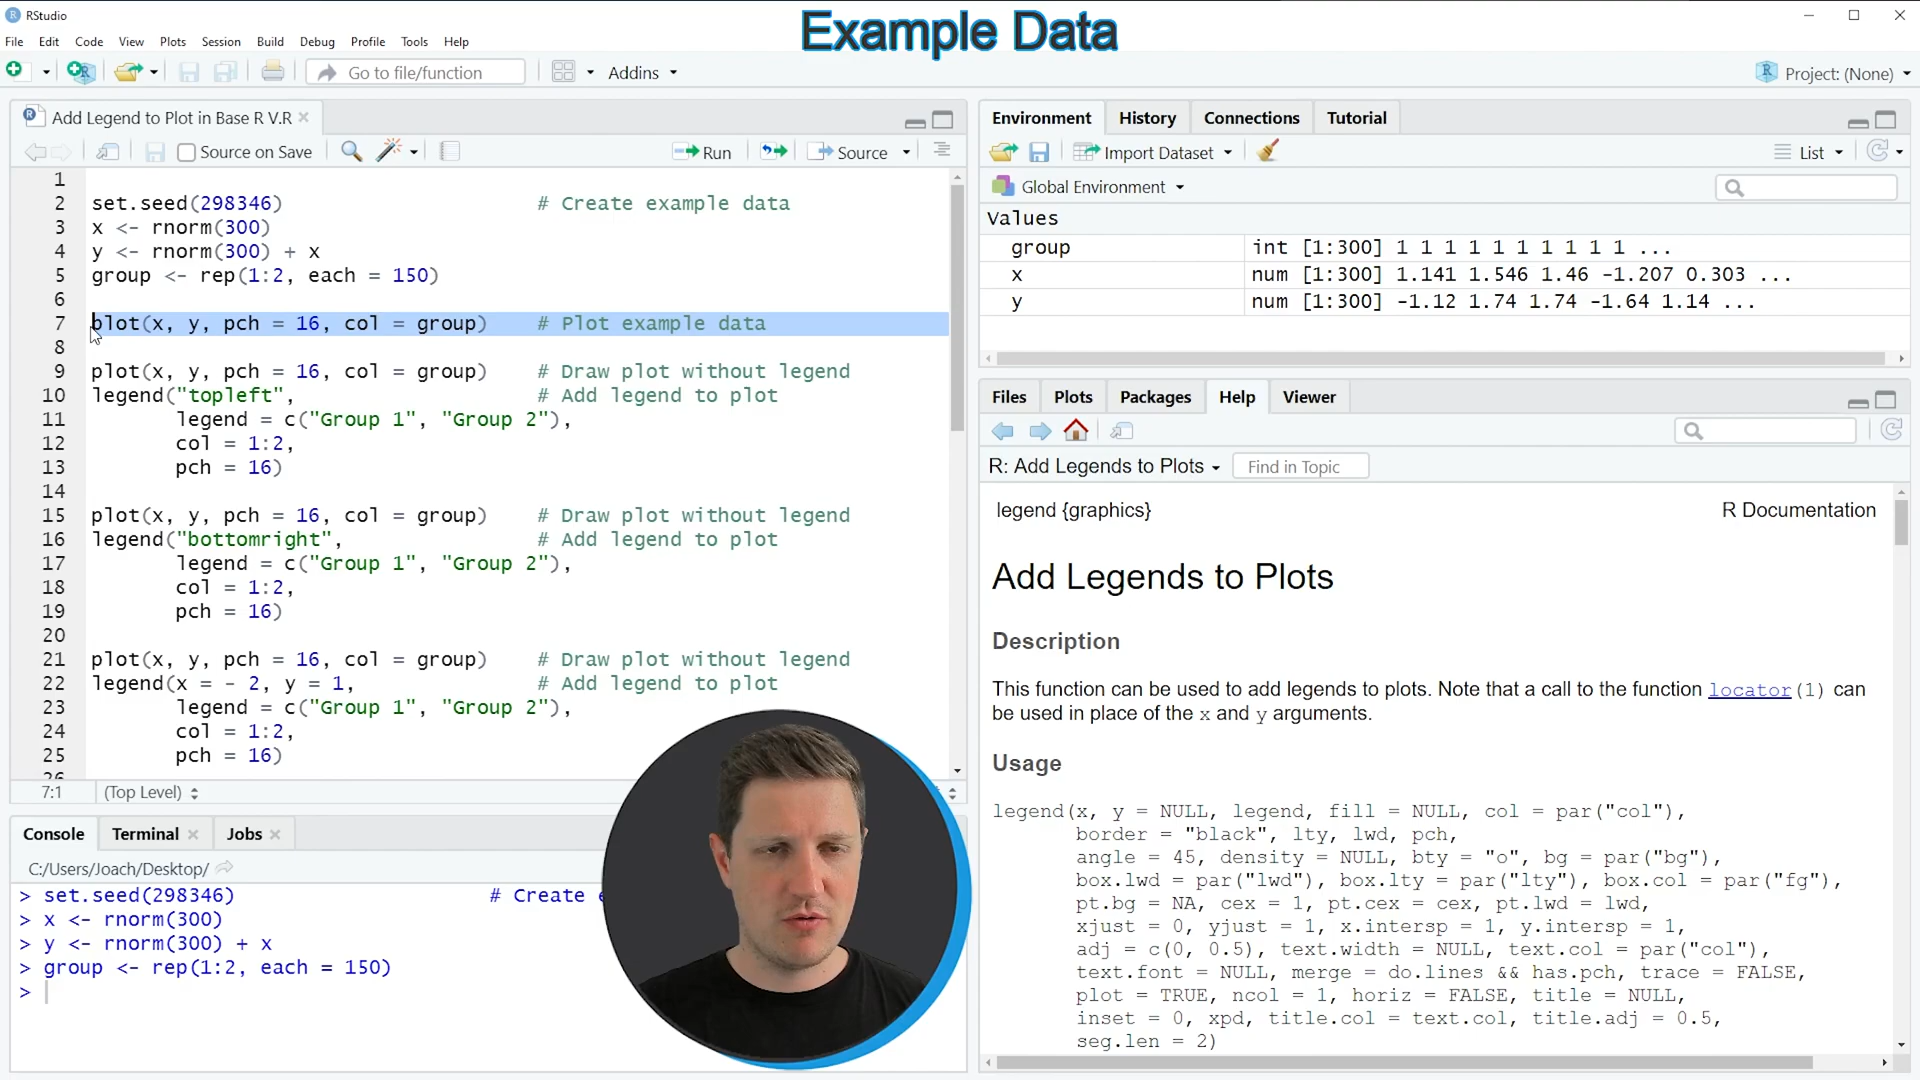 RStudio
Example Data
File Edit Code View Plots Session Build Debug Profile Tools Help
Go to file/function Addins
Project: (None)
Add Legend to Plot in Base R V.R
Source on Save Run Source
1
2 set.seed(298346) # Create example data
3 x <- rnorm(300)
4 y <- rnorm(300) + x
5 group <- rep(1:2, each = 150)
6
7 plot(x, y, pch = 16, col = group) # Plot example data
8
9 plot(x, y, pch = 16, col = group) # Draw plot without legend
10 legend("topleft", # Add legend to plot
11 legend = c("Group 1", "Group 2"),
12 col = 1:2,
13 pch = 16)
14
15 plot(x, y, pch = 16, col = group) # Draw plot without legend
16 legend("bottomright", # Add legend to plot
17 legend = c("Group 1", "Group 2"),
18 col = 1:2,
19 pch = 16)
20
21 plot(x, y, pch = 16, col = group) # Draw plot without legend
22 legend(x = - 2, y = 1, # Add legend to plot
23 legend = c("Group 1", "Group 2"),
24 col = 1:2,
25 pch = 16)
26
7:1 (Top Level)
Console Terminal Jobs
C:/Users/Joach/Desktop/
> set.seed(298346) # Create e
> x <- rnorm(300)
> y <- rnorm(300) + x
> group <- rep(1:2, each = 150)
>
Environment History Connections Tutorial
Import Dataset List
Global Environment
Values
group int [1:300] 1 1 1 1 1 1 1 1 1 1 ...
x num [1:300] 1.141 1.546 1.46 -1.207 0.303 ...
y num [1:300] -1.12 1.74 1.74 -1.64 1.14 ...
Files Plots Packages Help Viewer
R: Add Legends to Plots Find in Topic
legend {graphics} R Documentation
Add Legends to Plots
Description
This function can be used to add legends to plots. Note that a call to the function locator(1) can
be used in place of the x and y arguments.
Usage
legend(x, y = NULL, legend, fill = NULL, col = par("col"),
border = "black", lty, lwd, pch,
angle = 45, density = NULL, bty = "o", bg = par("bg"),
box.lwd = par("lwd"), box.lty = par("lty"), box.col = par("fg"),
pt.bg = NA, cex = 1, pt.cex = cex, pt.lwd = lwd,
xjust = 0, yjust = 1, x.intersp = 1, y.intersp = 1,
adj = c(0, 0.5), text.width = NULL, text.col = par("col"),
text.font = NULL, merge = do.lines && has.pch, trace = FALSE,
plot = TRUE, ncol = 1, horiz = FALSE, title = NULL,
inset = 0, xpd, title.col = text.col, title.adj = 0.5,
seg.len = 2)